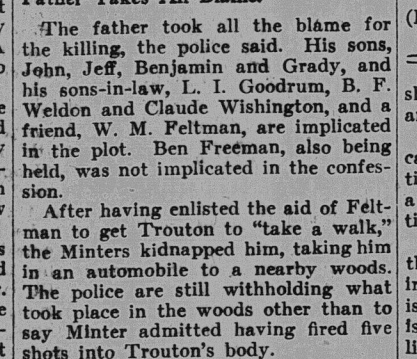 Father Takes All Blame.
The father took all the blame for
the killing, the police said. His sons,
John, Jeff, Benjamin and Grady, and
his sons-in-law, L. I. Goodrum, B. F.
Weldon and Claude Wishington, and a
friend, W. M. Feltman, are implicated
in the plot. Ben Freeman, also being
held, was not implicated in the confes-
sion.
After having enlisted the aid of Felt-
man to get Trouton to “take a walk,”
the Minters kidnapped him, taking him
in an automobile to a nearby woods.
The police are still withholding what
took place in the woods other than to
say Minter admitted having fired five
shots into Trouton's body.